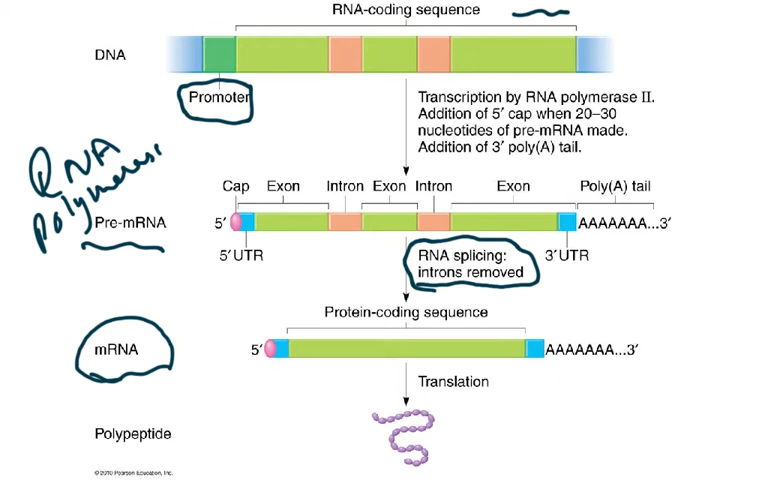 RNA-coding sequence
DNA
Promoter
Transcription by RNA polymerase II.
Addition of 5′ cap when 20–30
nucleotides of pre-mRNA made.
Addition of 3′ poly(A) tail.
RNA
polymerase
Cap Exon Intron Exon Intron Exon Poly(A) tail
Pre-mRNA 5′ AAAAAAA...3′
5′UTR 3′UTR
RNA splicing:
introns removed
Protein-coding sequence
mRNA 5′ AAAAAAA...3′
Translation
Polypeptide
©2010 Pearson Education, Inc.